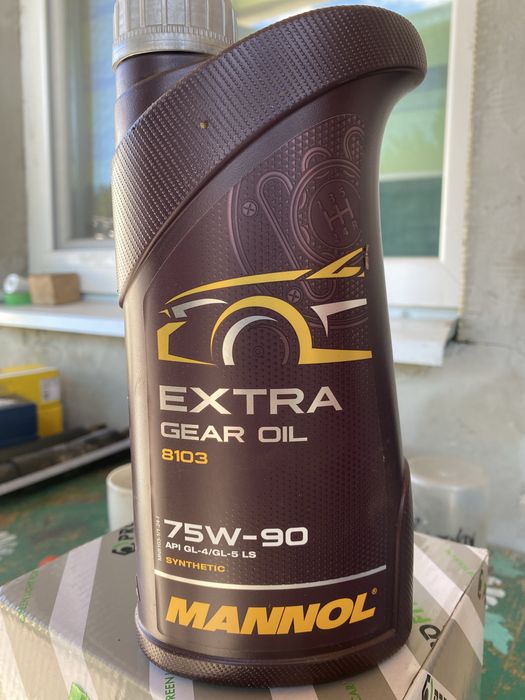 EXTRA
GEAR OIL
8103
75W-90
API GL-4/GL-5 LS
SYNTHETIC
MANNOL®